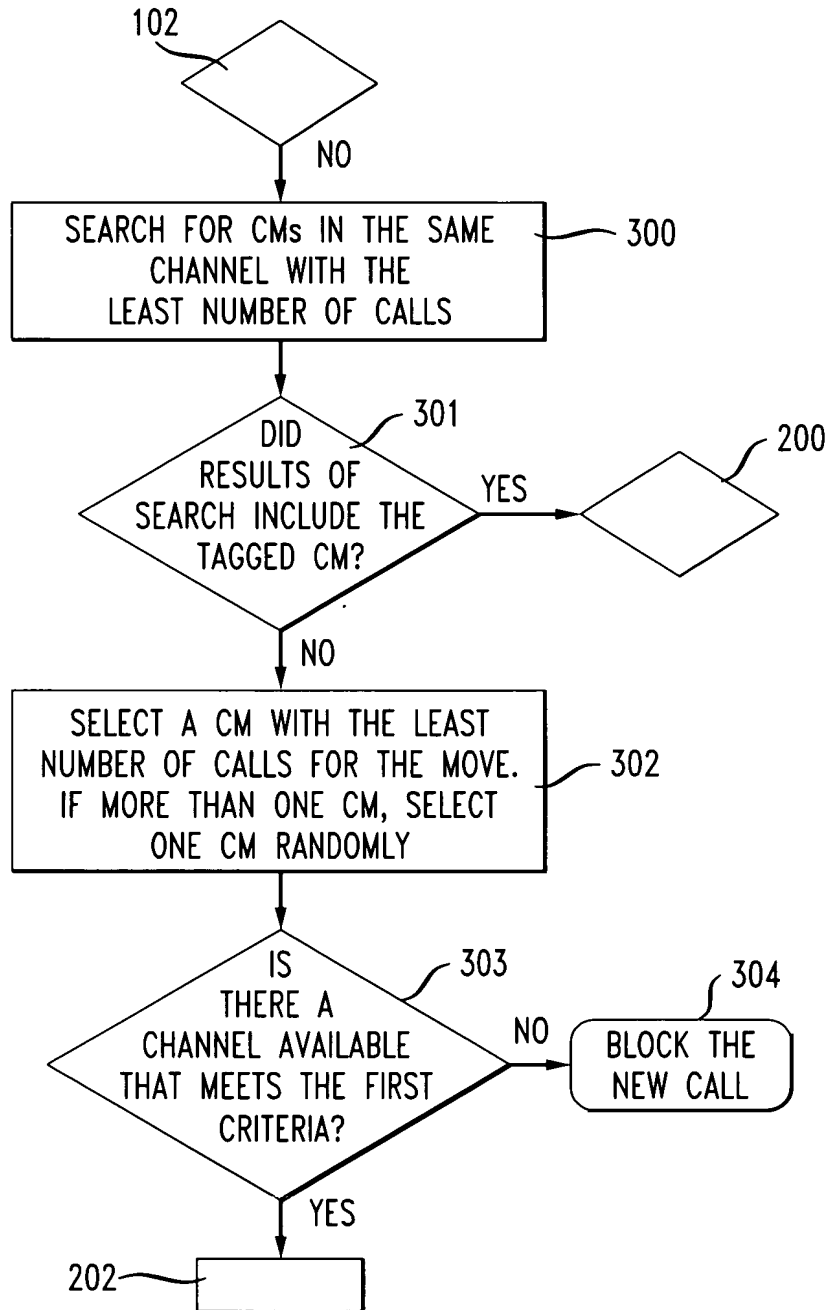 102
NO
SEARCH FOR CMs IN THE SAME
CHANNEL WITH THE
LEAST NUMBER OF CALLS
300
DID
RESULTS OF
SEARCH INCLUDE THE
TAGGED CM?
301
YES
200
NO
SELECT A CM WITH THE LEAST
NUMBER OF CALLS FOR THE MOVE.
IF MORE THAN ONE CM, SELECT
ONE CM RANDOMLY
302
IS
THERE A
CHANNEL AVAILABLE
THAT MEETS THE FIRST
CRITERIA?
303
NO
304
BLOCK THE
NEW CALL
YES
202